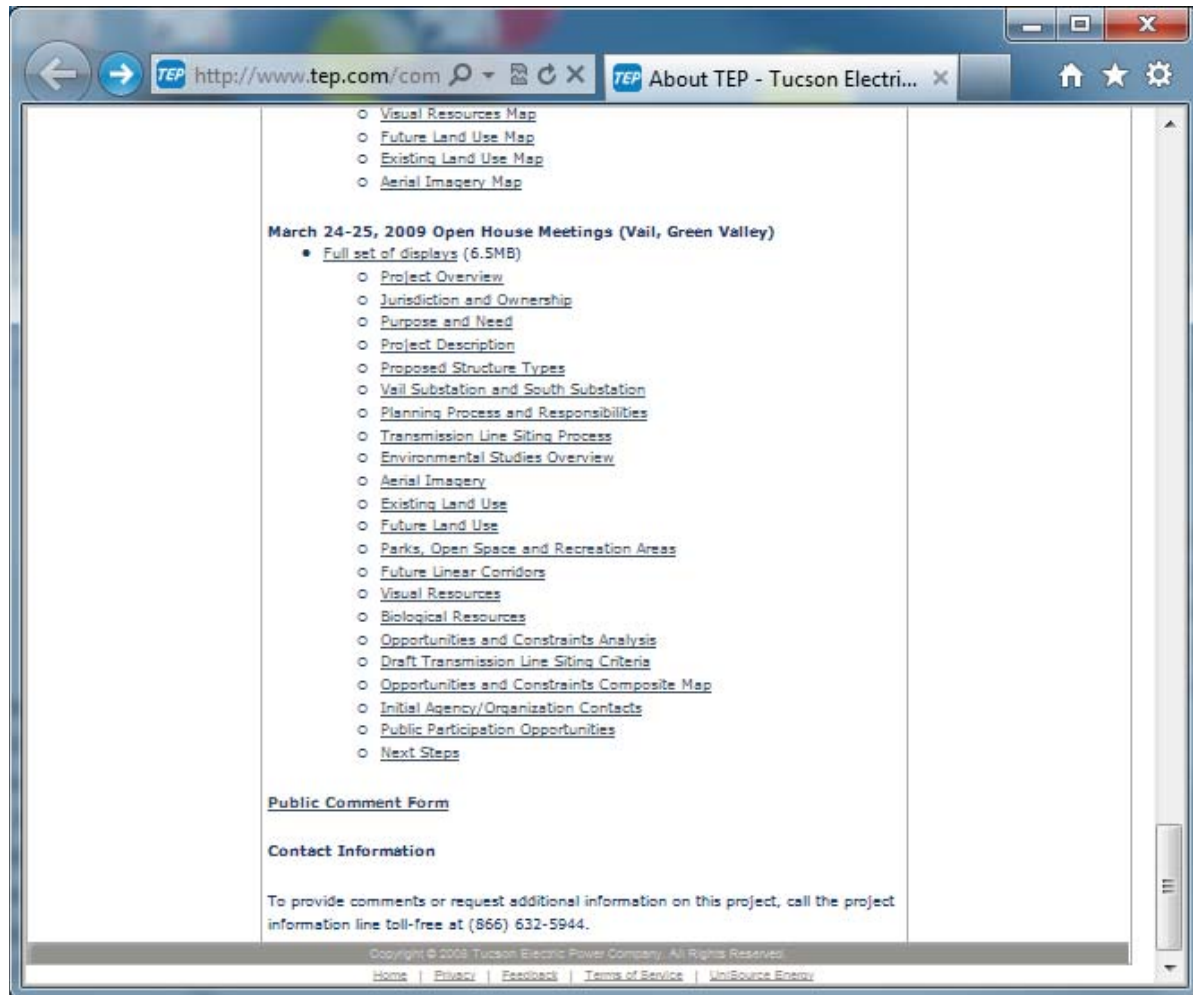 TEP http://www.tep.com/com
TEP About TEP - Tucson Electri...
Visual Resources Map
Future Land Use Map
Existing Land Use Map
Aerial Imagery Map
March 24-25, 2009 Open House Meetings (Vail, Green Valley)
Full set of displays (6.5MB)
Project Overview
Jurisdiction and Ownership
Purpose and Need
Project Description
Proposed Structure Types
Vail Substation and South Substation
Planning Process and Responsibilities
Transmission Line Siting Process
Environmental Studies Overview
Aerial Imagery
Existing Land Use
Future Land Use
Parks, Open Space and Recreation Areas
Future Linear Corridors
Visual Resources
Biological Resources
Opportunities and Constraints Analysis
Draft Transmission Line Siting Criteria
Opportunities and Constraints Composite Map
Initial Agency/Organization Contacts
Public Participation Opportunities
Next Steps
Public Comment Form
Contact Information
To provide comments or request additional information on this project, call the project
information line toll-free at (866) 632-5944.
Copyright © 2008 Tucson Electric Power Company. All Rights Reserved.
Home | Privacy | Feedback | Terms of Service | UniSource Energy